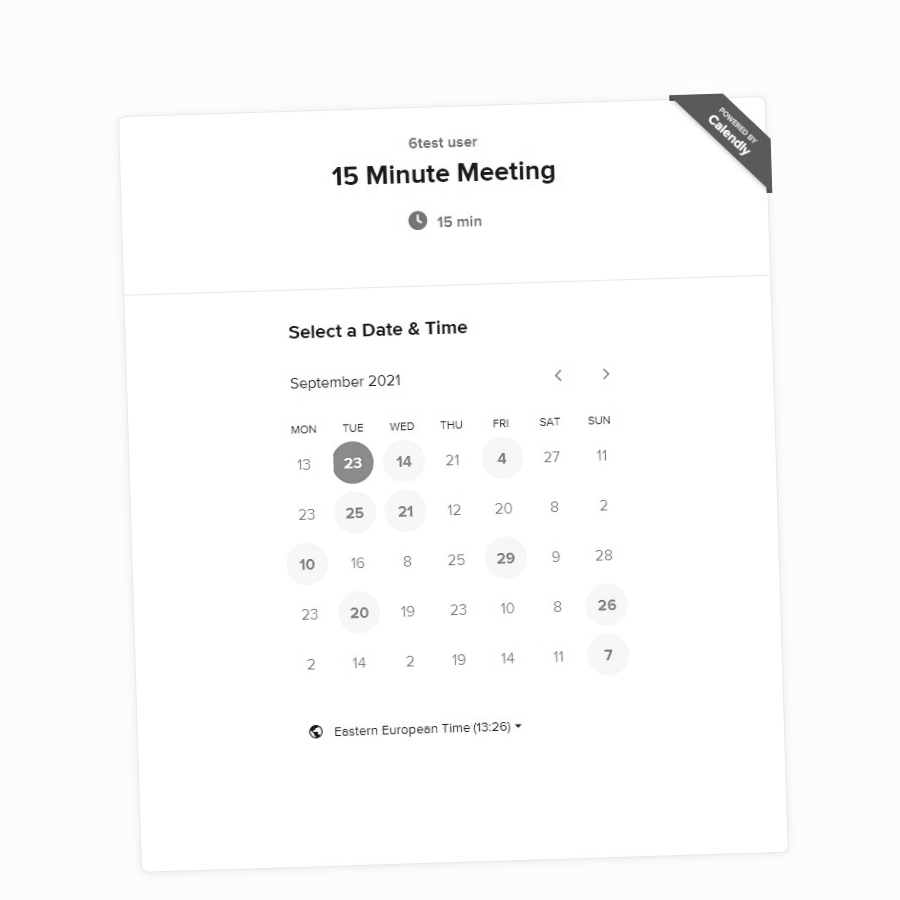 POWERED BY
Calendly
6test user
15 Minute Meeting
15 min
Select a Date & Time
September 2021
MON TUE WED THU FRI SAT SUN
13 23 14 21 4 27 11
23 25 21 12 20 8 2
10 16 8 25 29 9 28
23 20 19 23 10 8 26
2 14 2 19 14 11 7
Eastern European Time (13:26)